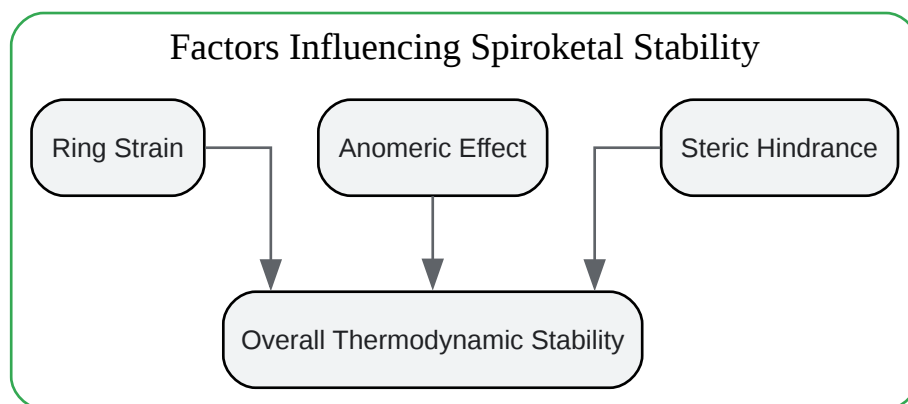 Factors Influencing Spiroketal Stability
Ring Strain
Anomeric Effect
Steric Hindrance
Overall Thermodynamic Stability